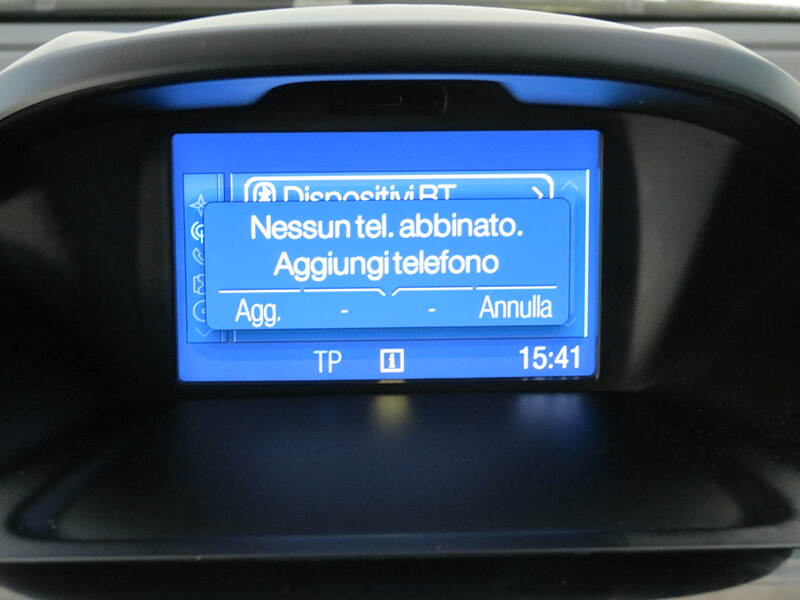 Dispositivi BT
Nessun tel. abbinato.
Aggiungi telefono
Agg. - - Annulla
TP i 15:41